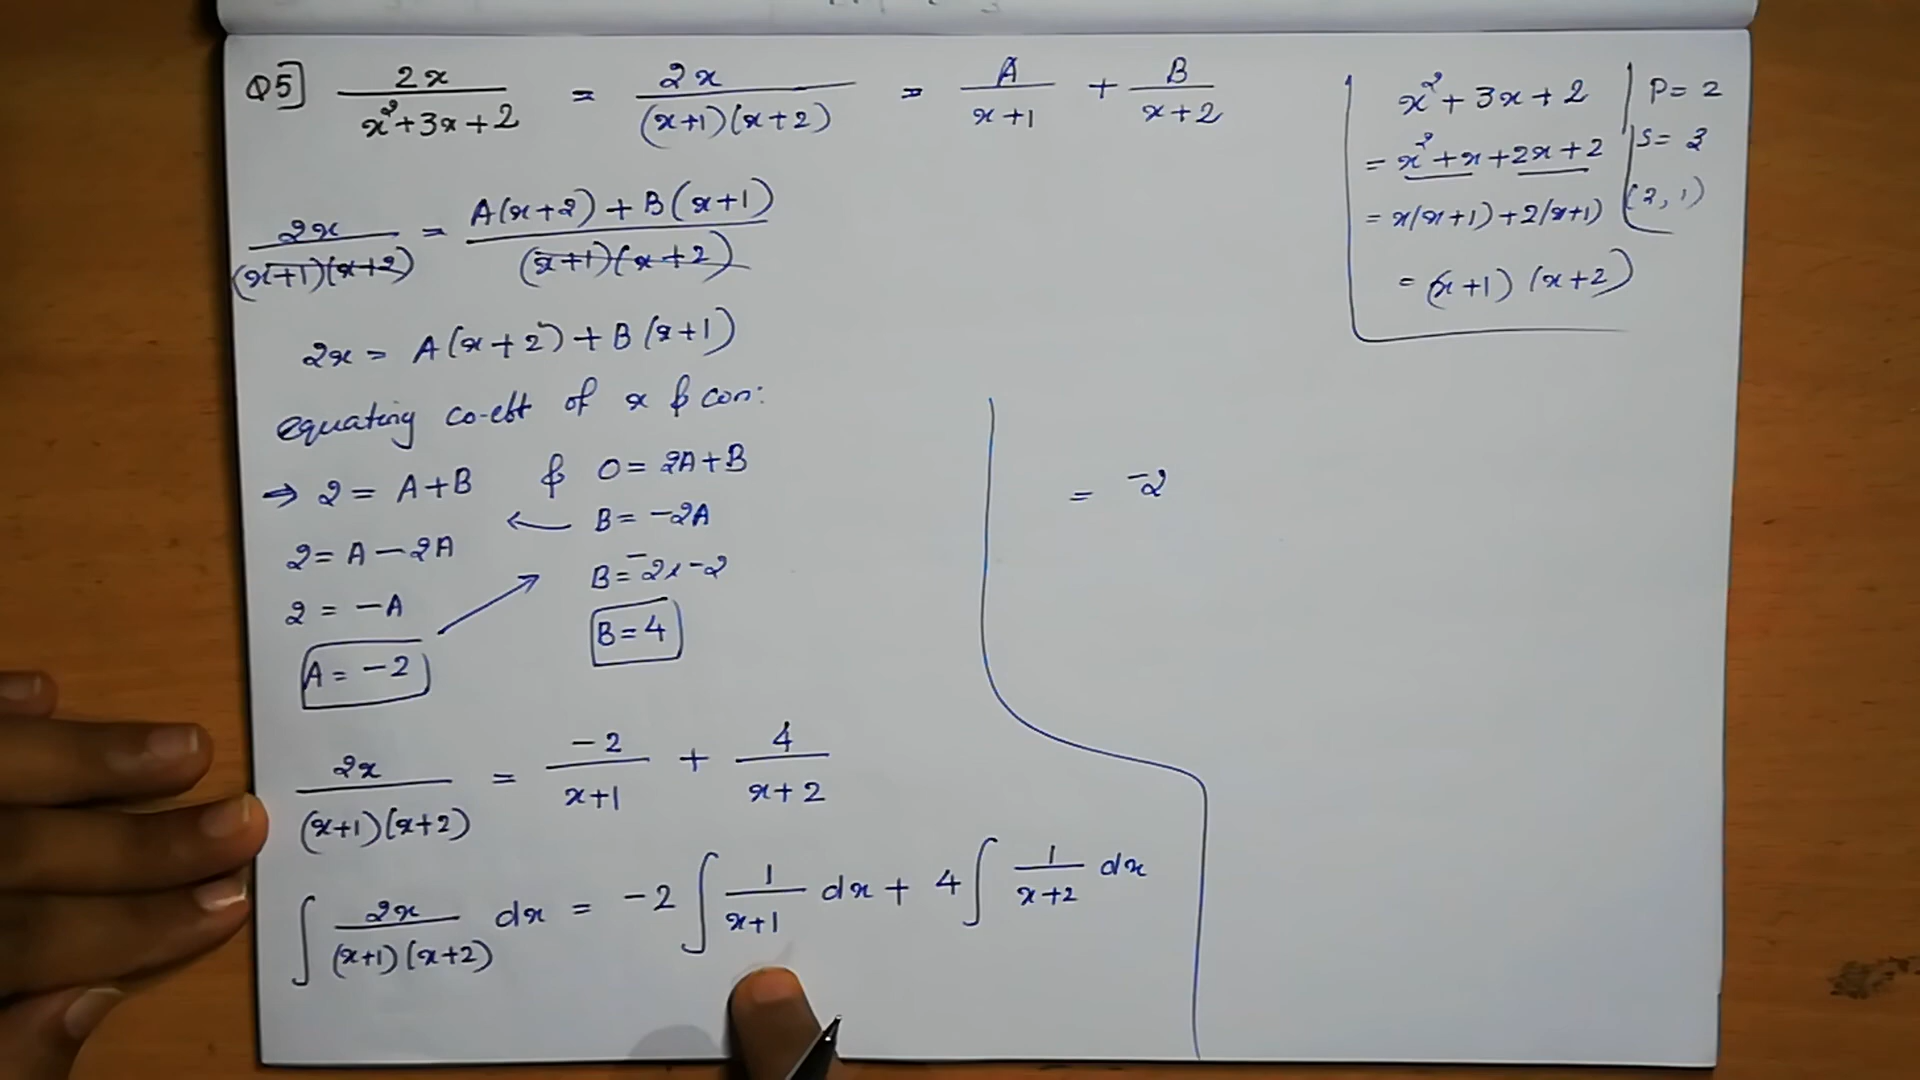 Q5] 2x / x²+3x+2 = 2x / (x+1)(x+2) = A / x+1 + B / x+2
2x / (x+1)(x+2) = A(x+2) + B(x+1) / (x+1)(x+2)
2x = A(x+2) + B(x+1)
equating co-eft of x & con:
⇒ 2 = A+B & 0 = 2A+B
← B = -2A
2 = A - 2A
B = -2x-2
2 = -A
B = 4
A = -2
2x / (x+1)(x+2) = -2 / x+1 + 4 / x+2
∫ 2x / (x+1)(x+2) dx = -2 ∫ 1 / x+1 dx + 4 ∫ 1 / x+2 dx
= -2
x²+3x+2
= x²+x+2x+2
= x(x+1)+2(x+1)
= (x+1) (x+2)
P = 2
S = 3
(2,1)